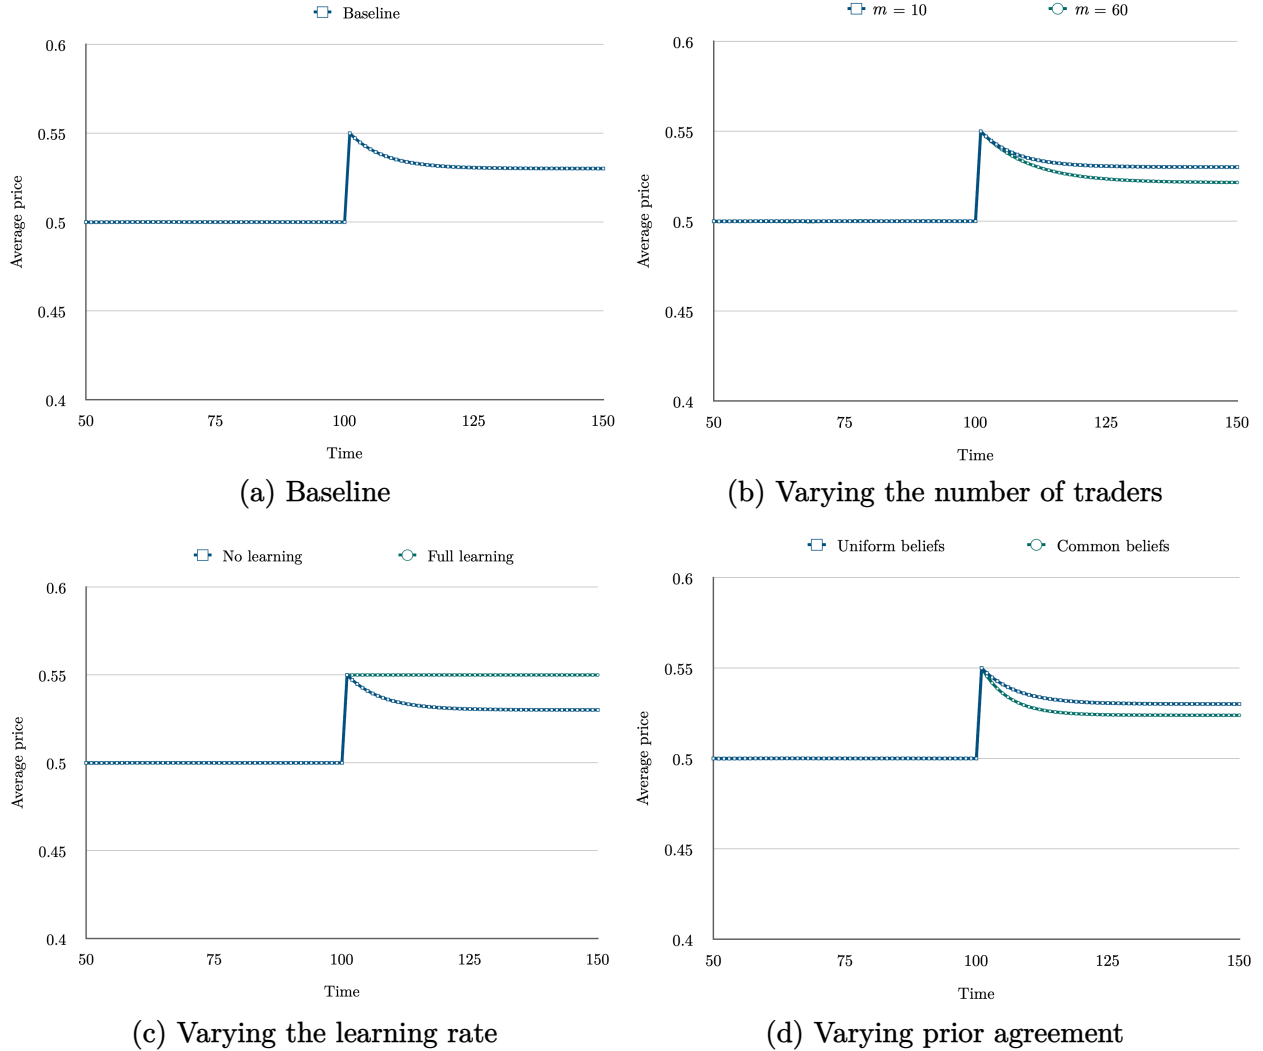 Baseline
0.6
0.55
0.5
0.45
0.4
Average price
50 75 100 125 150
Time
(a) Baseline
m = 10 m = 60
0.6
0.55
0.5
0.45
0.4
Average price
50 75 100 125 150
Time
(b) Varying the number of traders
No learning Full learning
0.6
0.55
0.5
0.45
0.4
Average price
50 75 100 125 150
Time
(c) Varying the learning rate
Uniform beliefs Common beliefs
0.6
0.55
0.5
0.45
0.4
Average price
50 75 100 125 150
Time
(d) Varying prior agreement